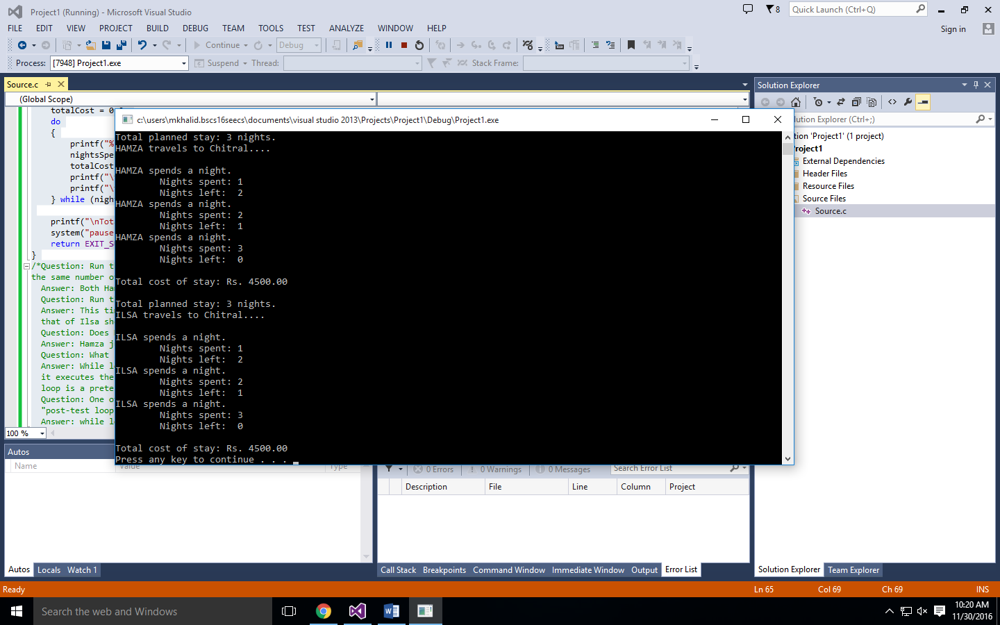 Project1 (Running) - Microsoft Visual Studio
8
Quick Launch (Ctrl+Q)
FILE EDIT VIEW PROJECT BUILD DEBUG TEAM TOOLS TEST ANALYZE WINDOW HELP
Sign in
Continue
Debug
Process: [7948] Project1.exe
Suspend
Thread:
Stack Frame:
Source.c
(Global Scope)
totalCost = 0
do
{
printf("%
nightsSpe
totalCost
printf("\
printf("\
} while (nigh
printf("\nTot
system("pause
return EXIT_S
}
/*Question: Run t
the same number o
Answer: Both Ham
Question: Run t
Answer: This ti
that of Ilsa sh
Question: Does
Answer: Hamza j
Question: What
Answer: While l
it executes the
loop is a prete
Question: One o
"post-test loop
Answer: while l
100 %
c:\users\mkhalid.bscs16seecs\documents\visual studio 2013\Projects\Project1\Debug\Project1.exe
Total planned stay: 3 nights.
HAMZA travels to Chitral....
HAMZA spends a night.
Nights spent: 1
Nights left:  2
HAMZA spends a night.
Nights spent: 2
Nights left:  1
HAMZA spends a night.
Nights spent: 3
Nights left:  0
Total cost of stay: Rs. 4500.00
Total planned stay: 3 nights.
ILSA travels to Chitral....
ILSA spends a night.
Nights spent: 1
Nights left:  2
ILSA spends a night.
Nights spent: 2
Nights left:  1
ILSA spends a night.
Nights spent: 3
Nights left:  0
Total cost of stay: Rs. 4500.00
Press any key to continue . . .
Solution Explorer
lution Explorer (Ctrl+;)
tion 'Project1' (1 project)
roject1
External Dependencies
Header Files
Resource Files
Source Files
Source.c
Autos
Name Value Type
Autos Locals Watch 1
0 Errors 0 Warnings 0 Messages
Search Error List
Description File Line Column Project
Call Stack Breakpoints Command Window Immediate Window Output Error List
Solution Explorer Team Explorer
Ready
Ln 65 Col 69 Ch 69 INS
Search the web and Windows
10:20 AM
11/30/2016